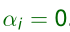 αᵢ = 0.